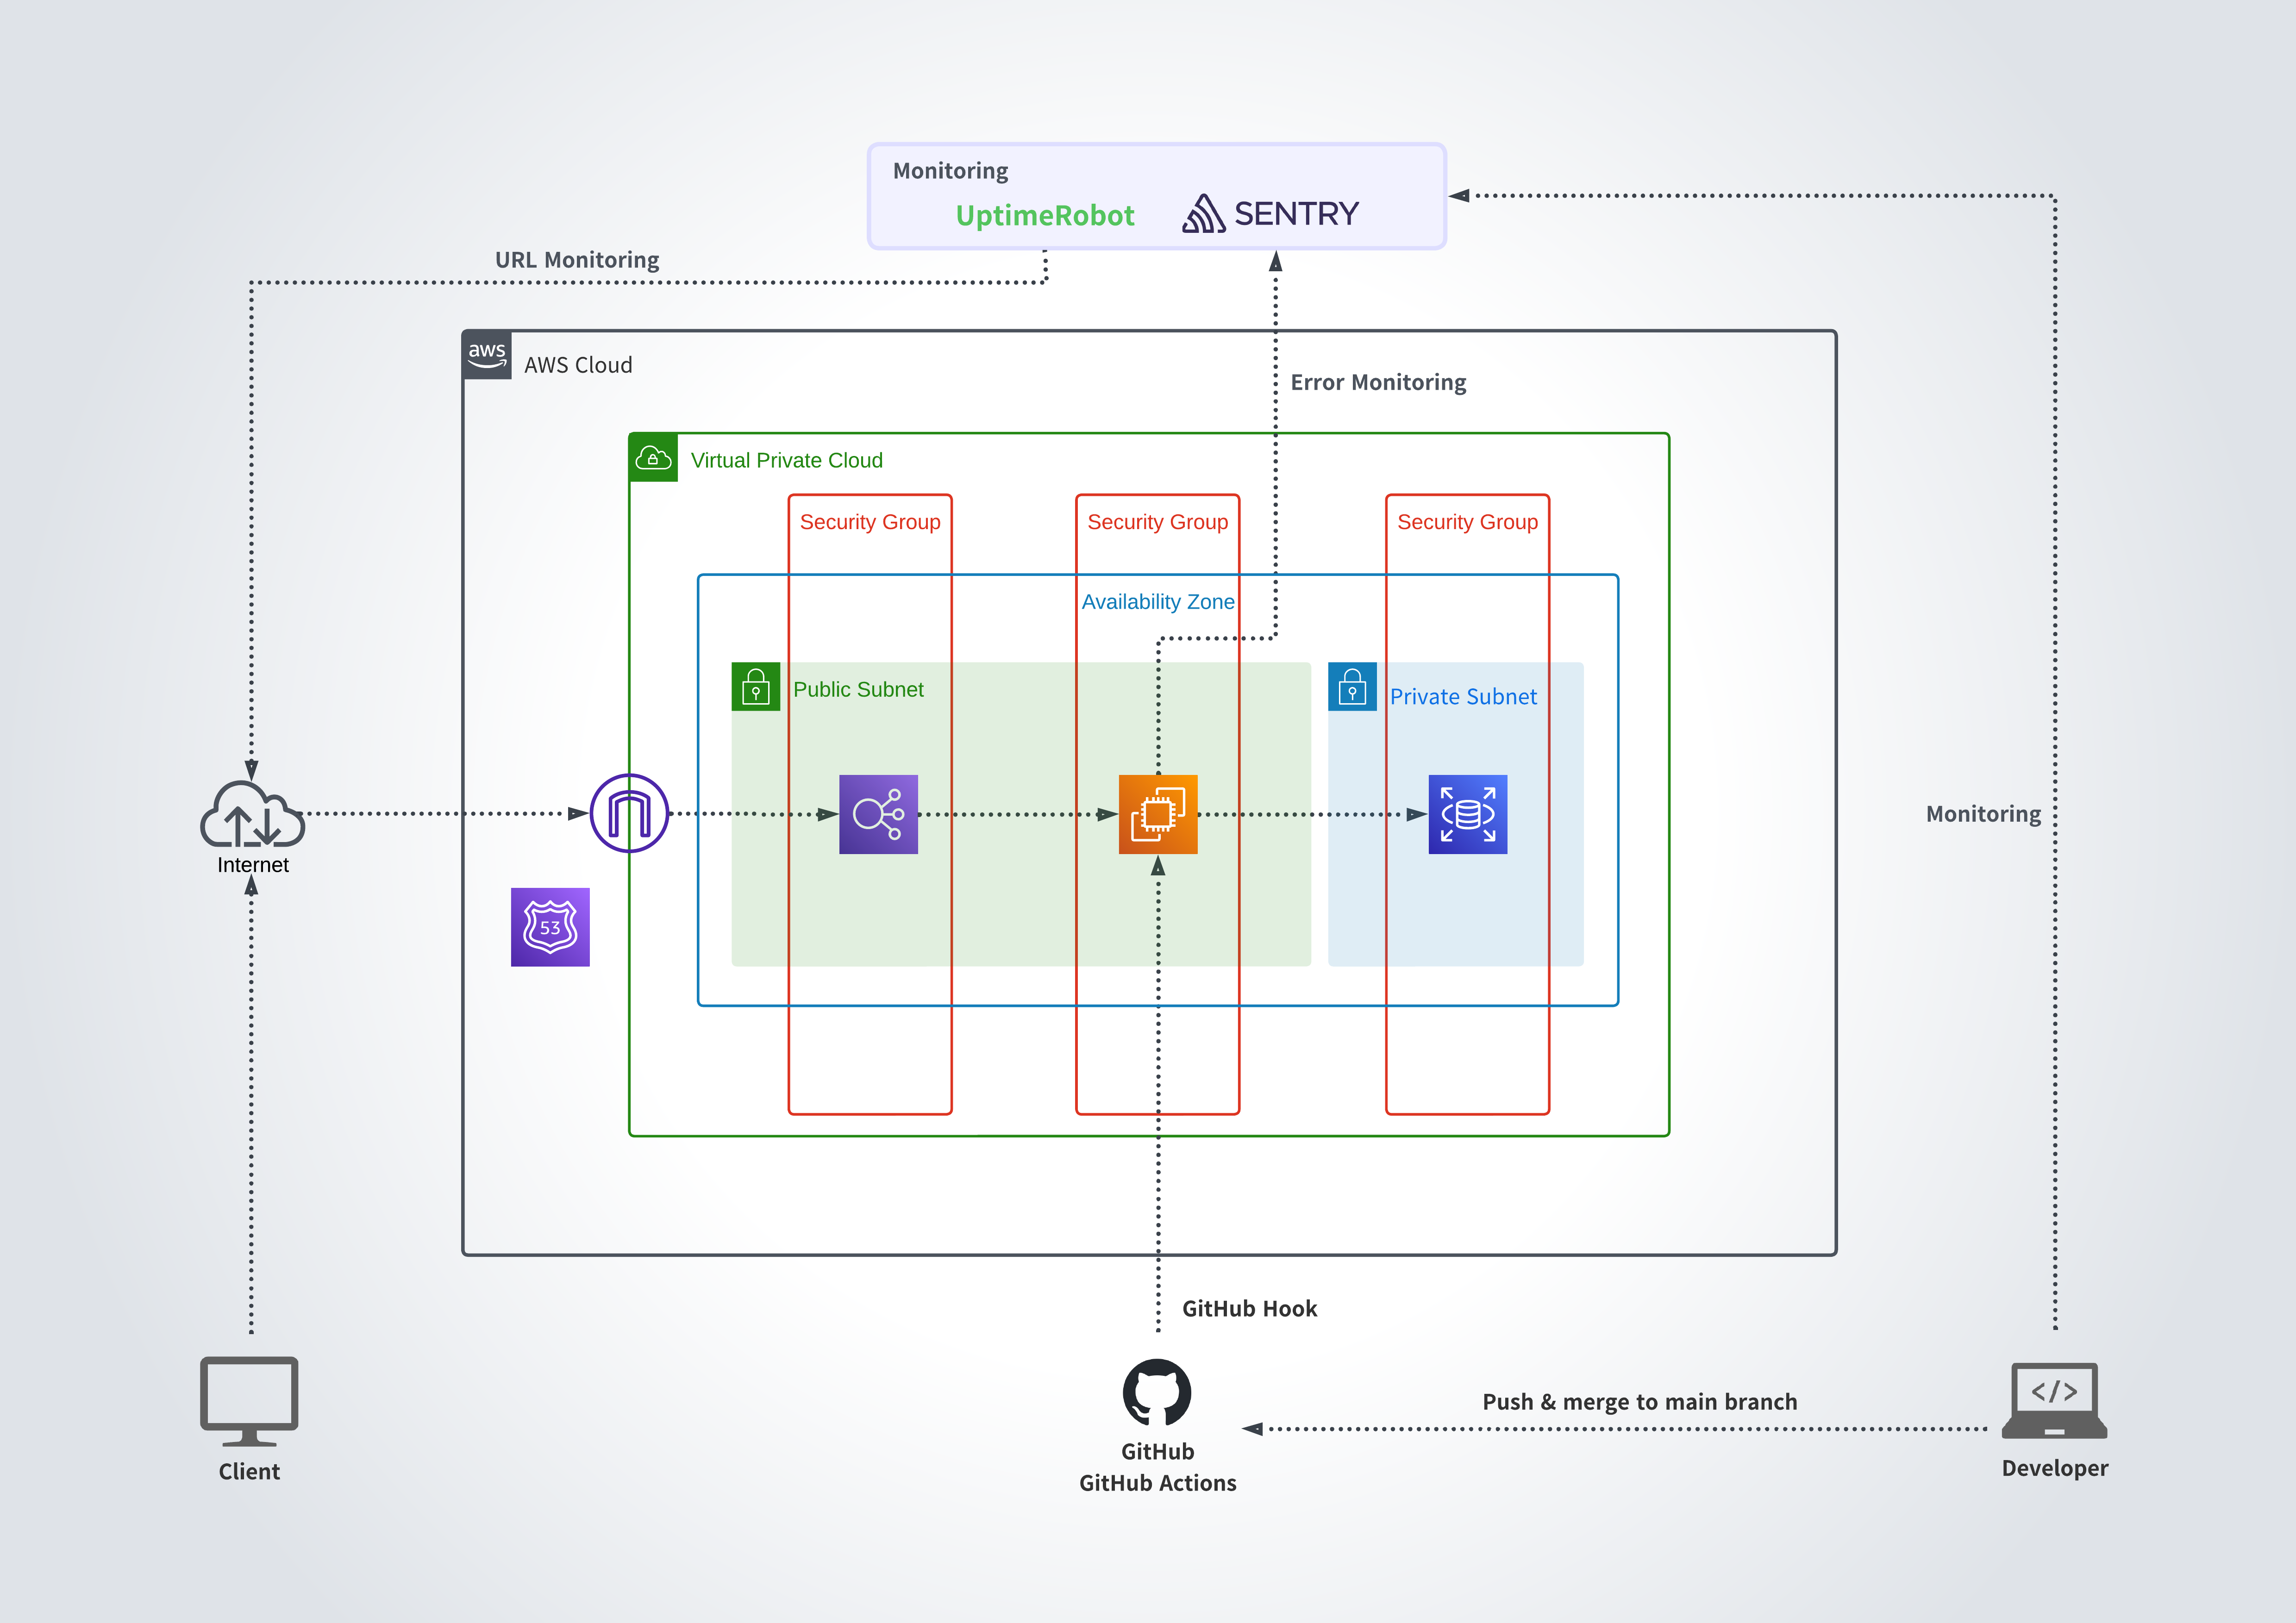 Monitoring
UptimeRobot
SENTRY
URL Monitoring
aws
AWS Cloud
Error Monitoring
Virtual Private Cloud
Security Group
Security Group
Security Group
Availability Zone
Public Subnet
Private Subnet
Internet
Monitoring
53
GitHub Hook
</>
Push & merge to main branch
GitHub
GitHub Actions
Client
Developer